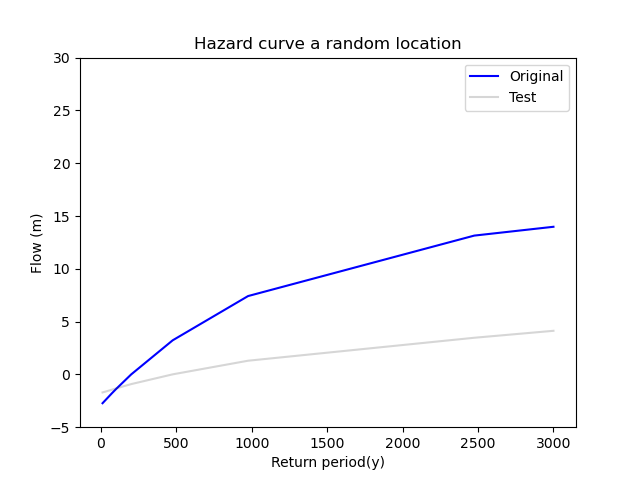 Hazard curve a random location
Original
Test
30
25
20
15
10
5
0
−5
Flow (m)
0 500 1000 1500 2000 2500 3000
Return period(y)